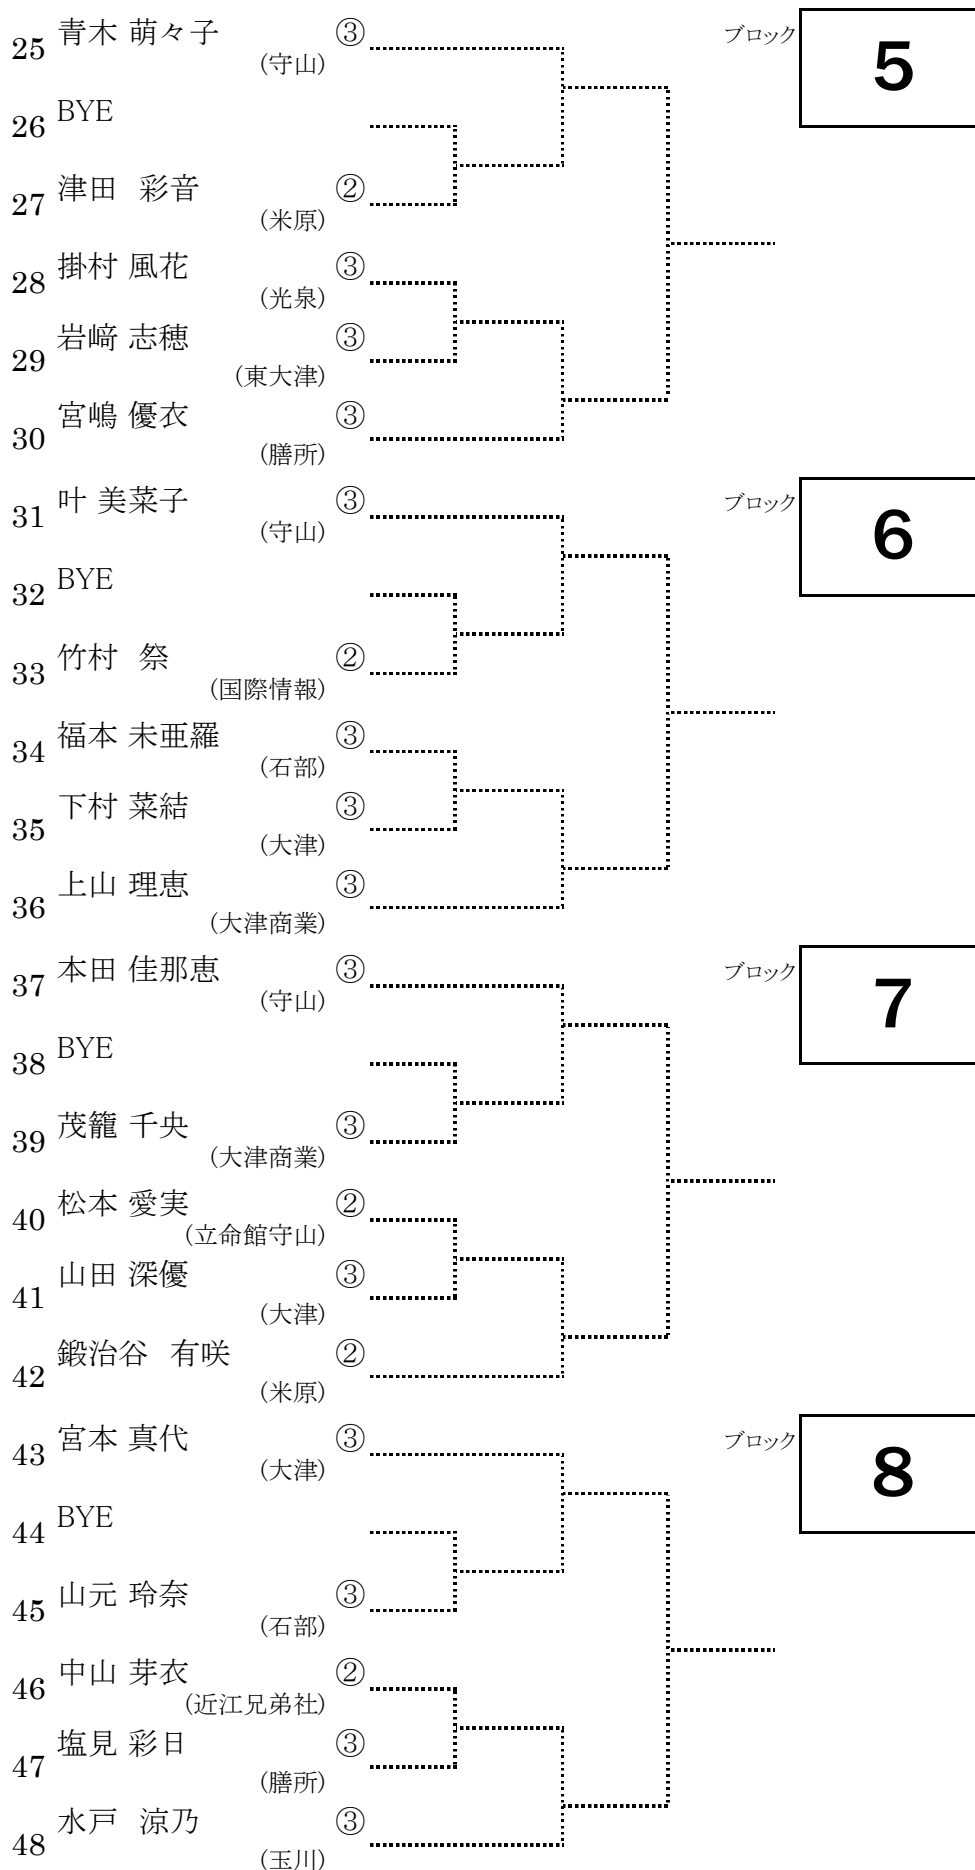 25 青木 萌々子 ③
(守山)
ブロック 5
26 BYE
27 津田 彩音 ②
(米原)
28 掛村 風花 ③
(光泉)
29 岩﨑 志穂 ③
(東大津)
30 宮嶋 優衣 ③
(膳所)
31 叶 美菜子 ③
(守山)
ブロック 6
32 BYE
33 竹村 祭 ②
(国際情報)
34 福本 未亜羅 ③
(石部)
35 下村 菜結 ③
(大津)
36 上山 理恵 ③
(大津商業)
37 本田 佳那恵 ③
(守山)
ブロック 7
38 BYE
39 茂籠 千央 ③
(大津商業)
40 松本 愛実 ②
(立命館守山)
41 山田 深優 ③
(大津)
42 鍛治谷 有咲 ②
(米原)
43 宮本 真代 ③
(大津)
ブロック 8
44 BYE
45 山元 玲奈 ③
(石部)
46 中山 芽衣 ②
(近江兄弟社)
47 塩見 彩日 ③
(膳所)
48 水戸 涼乃 ③
(玉川)